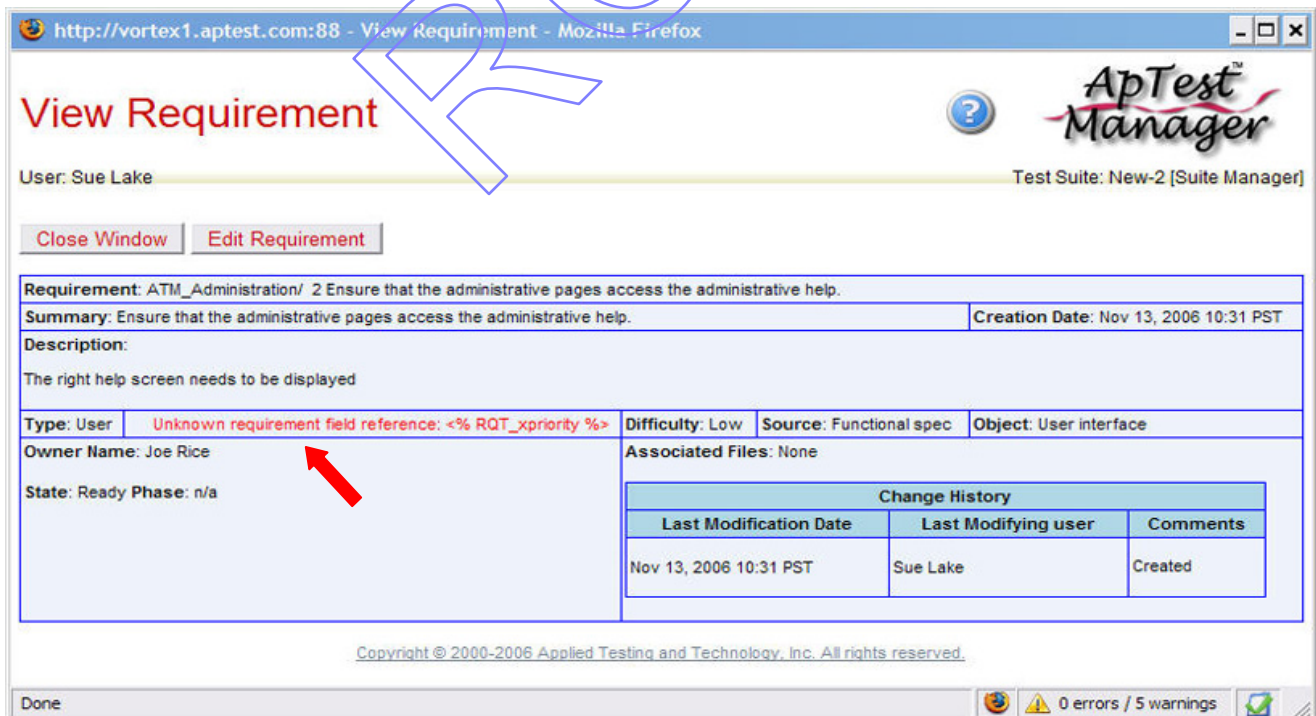 http://vortex1.aptest.com:88 - View Requirement - Mozilla Firefox
View Requirement
ApTest™
Manager
User: Sue Lake
Test Suite: New-2 [Suite Manager]
Close Window
Edit Requirement
Requirement: ATM_Administration/ 2 Ensure that the administrative pages access the administrative help.
Summary: Ensure that the administrative pages access the administrative help.
Creation Date: Nov 13, 2006 10:31 PST
Description:
The right help screen needs to be displayed
Type: User
Unknown requirement field reference: <% RQT_xpriority %>
Difficulty: Low
Source: Functional spec
Object: User interface
Owner Name: Joe Rice
Associated Files: None
State: Ready Phase: n/a
Change History
Last Modification Date
Last Modifying user
Comments
Nov 13, 2006 10:31 PST
Sue Lake
Created
Copyright © 2000-2006 Applied Testing and Technology, Inc. All rights reserved.
Done
0 errors / 5 warnings